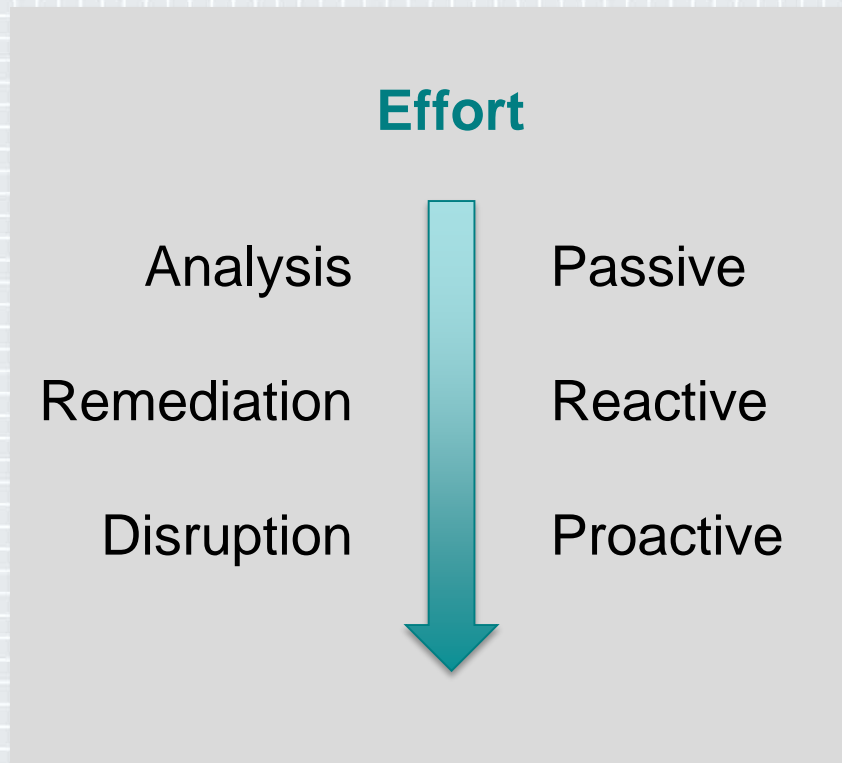 Effort
Analysis Passive
Remediation Reactive
Disruption Proactive